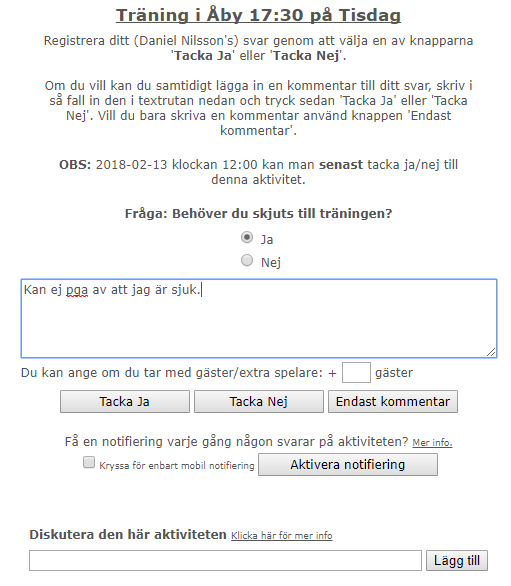 Träning i Åby 17:30 på Tisdag
Registrera ditt (Daniel Nilsson's) svar genom att välja en av knapparna
'Tacka Ja' eller 'Tacka Nej'.
Om du vill kan du samtidigt lägga in en kommentar till ditt svar, skriv i
så fall in den i textrutan nedan och tryck sedan 'Tacka Ja' eller 'Tacka
Nej'. Vill du bara skriva en kommentar använd knappen 'Endast
kommentar'.
OBS: 2018-02-13 klockan 12:00 kan man senast tacka ja/nej till
denna aktivitet.
Fråga: Behöver du skjuts till träningen?
Ja
Nej
Kan ej pga av att jag är sjuk.
Du kan ange om du tar med gäster/extra spelare: + gäster
Tacka Ja Tacka Nej Endast kommentar
Få en notifiering varje gång någon svarar på aktiviteten? Mer info.
Kryssa för enbart mobil notifiering Aktivera notifiering
Diskutera den här aktiviteten Klicka här för mer info
Lägg till